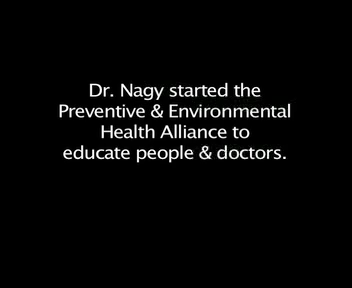 Dr. Nagy started the
Preventive & Environmental
Health Alliance to
educate people & doctors.